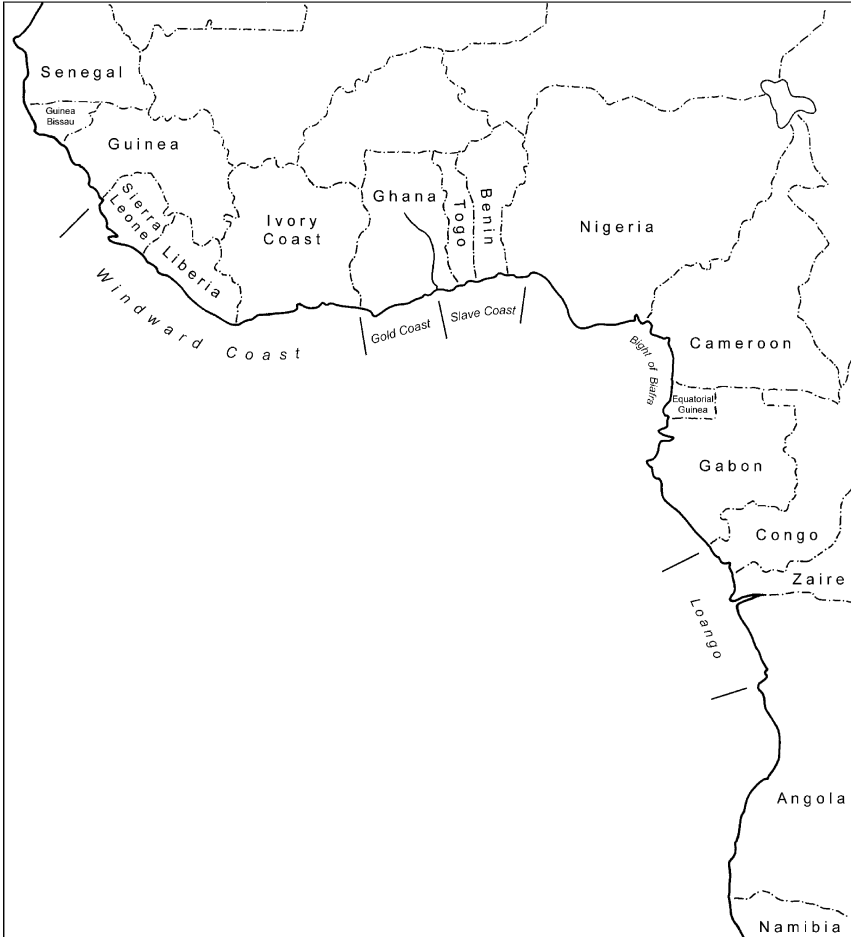 Senegal
Guinea
Bissau
Guinea
Sierra
Leone
Liberia
Ivory
Coast
Ghana
Togo
Benin
Nigeria
Windward Coast
Gold Coast
Slave Coast
Bight of Biafra
Cameroon
Equatorial
Guinea
Gabon
Congo
Zaire
Loango
Angola
Namibia